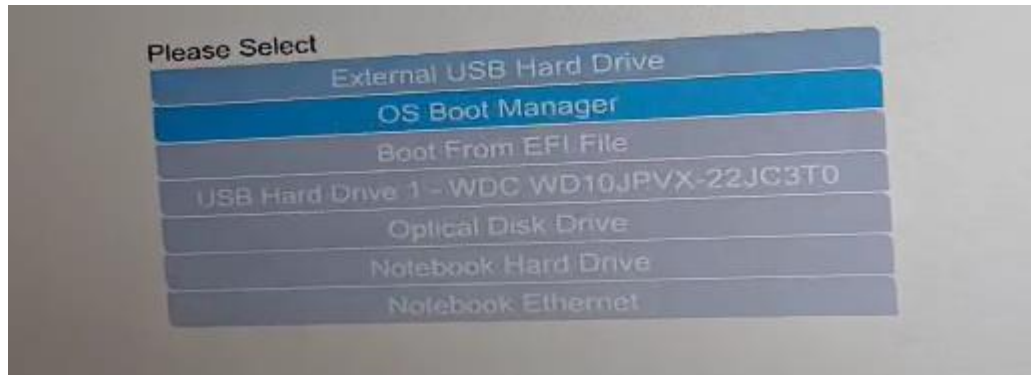 Please Select
External USB Hard Drive
OS Boot Manager
Boot From EFI File
USB Hard Drive 1 - WDC WD10JPVX-22JC3T0
Optical Disk Drive
Notebook Hard Drive
Notebook Ethernet